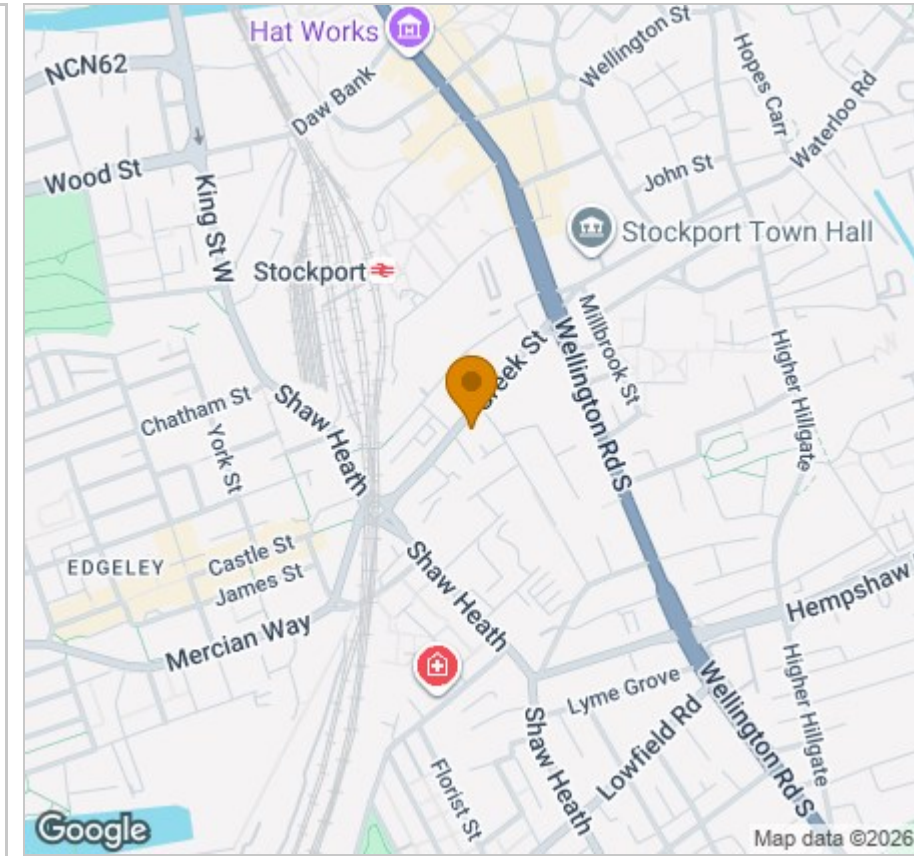 Hat Works
Wellington St
NCN62
Daw Bank
Hopes Carr
Waterloo Rd
Wood St
John St
King St W
Stockport Town Hall
Stockport
Millbrook St
Greek St
Wellington Rd S
Higher Hillgate
Chatham St
Shaw Heath
York St
Castle St
EDGELEY
James St
Shaw Heath
Hempshaw
Mercian Way
Lyme Grove
Higher Hillgate
Wellington Rd S
Lowfield Rd
Shaw Heath
Florist St
Google
Map data ©2026